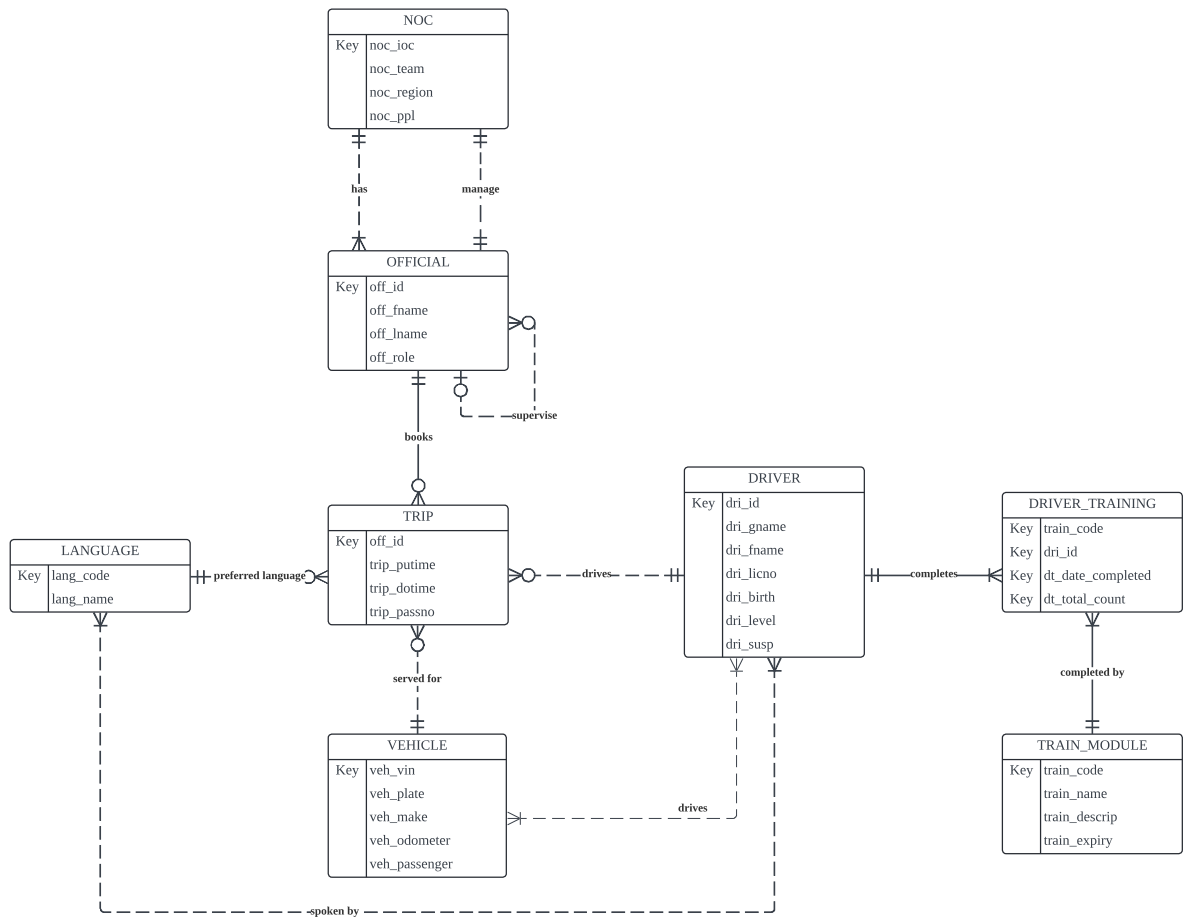 NOC
Key noc_ioc
noc_team
noc_region
noc_ppl
has
manage
OFFICIAL
Key off_id
off_fname
off_lname
off_role
supervise
books
TRIP
Key off_id
trip_putime
trip_dotime
trip_passno
LANGUAGE
Key lang_code
lang_name
preferred language
drives
DRIVER
Key dri_id
dri_gname
dri_fname
dri_licno
dri_birth
dri_level
dri_susp
completes
DRIVER_TRAINING
Key train_code
Key dri_id
Key dt_date_completed
Key dt_total_count
completed by
served for
VEHICLE
Key veh_vin
veh_plate
veh_make
veh_odometer
veh_passenger
drives
TRAIN_MODULE
Key train_code
train_name
train_descrip
train_expiry
spoken by